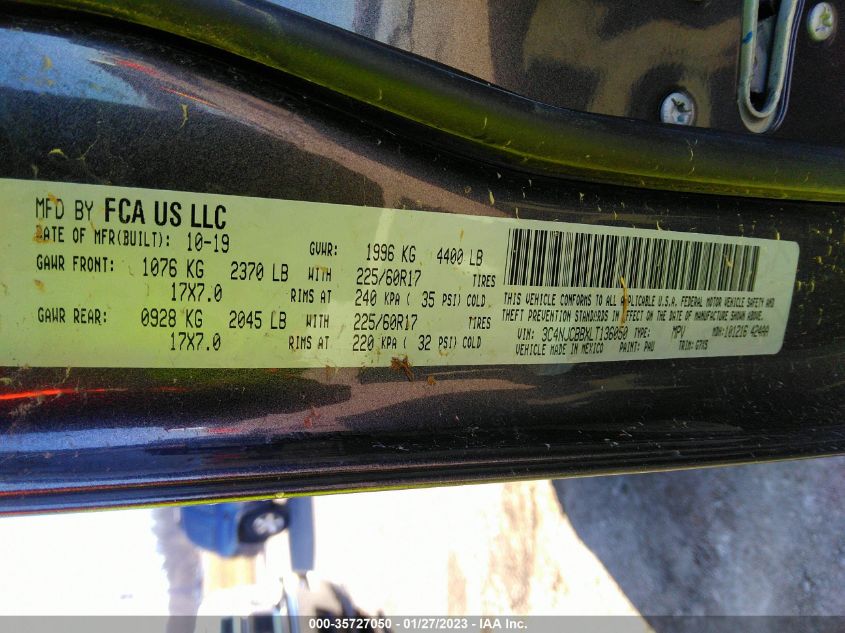 MFD BY FCA US LLC
DATE OF MFR(BUILT): 10-19 GVWR: 1996 KG 4400 LB
GAWR FRONT: 1076 KG 2370 LB WITH 225/60R17 TIRES
17X7.0 RIMS AT 240 KPA ( 35 PSI) COLD
GAWR REAR: 0928 KG 2045 LB WITH 225/60R17 TIRES
17X7.0 RIMS AT 220 KPA ( 32 PSI) COLD
THIS VEHICLE CONFORMS TO ALL APPLICABLE U.S.A. FEDERAL MOTOR VEHICLE SAFETY AND
THEFT PREVENTION STANDARDS IN EFFECT ON THE DATE OF MANUFACTURE SHOWN ABOVE.
VIN: 3C4NJCBBXLT136050 TYPE: MPV MDH: 101216 42AAA
VEHICLE MADE IN MEXICO PAINT: PAU TRIM: G7X5
000-35727050 - 01/27/2023 - IAA Inc.